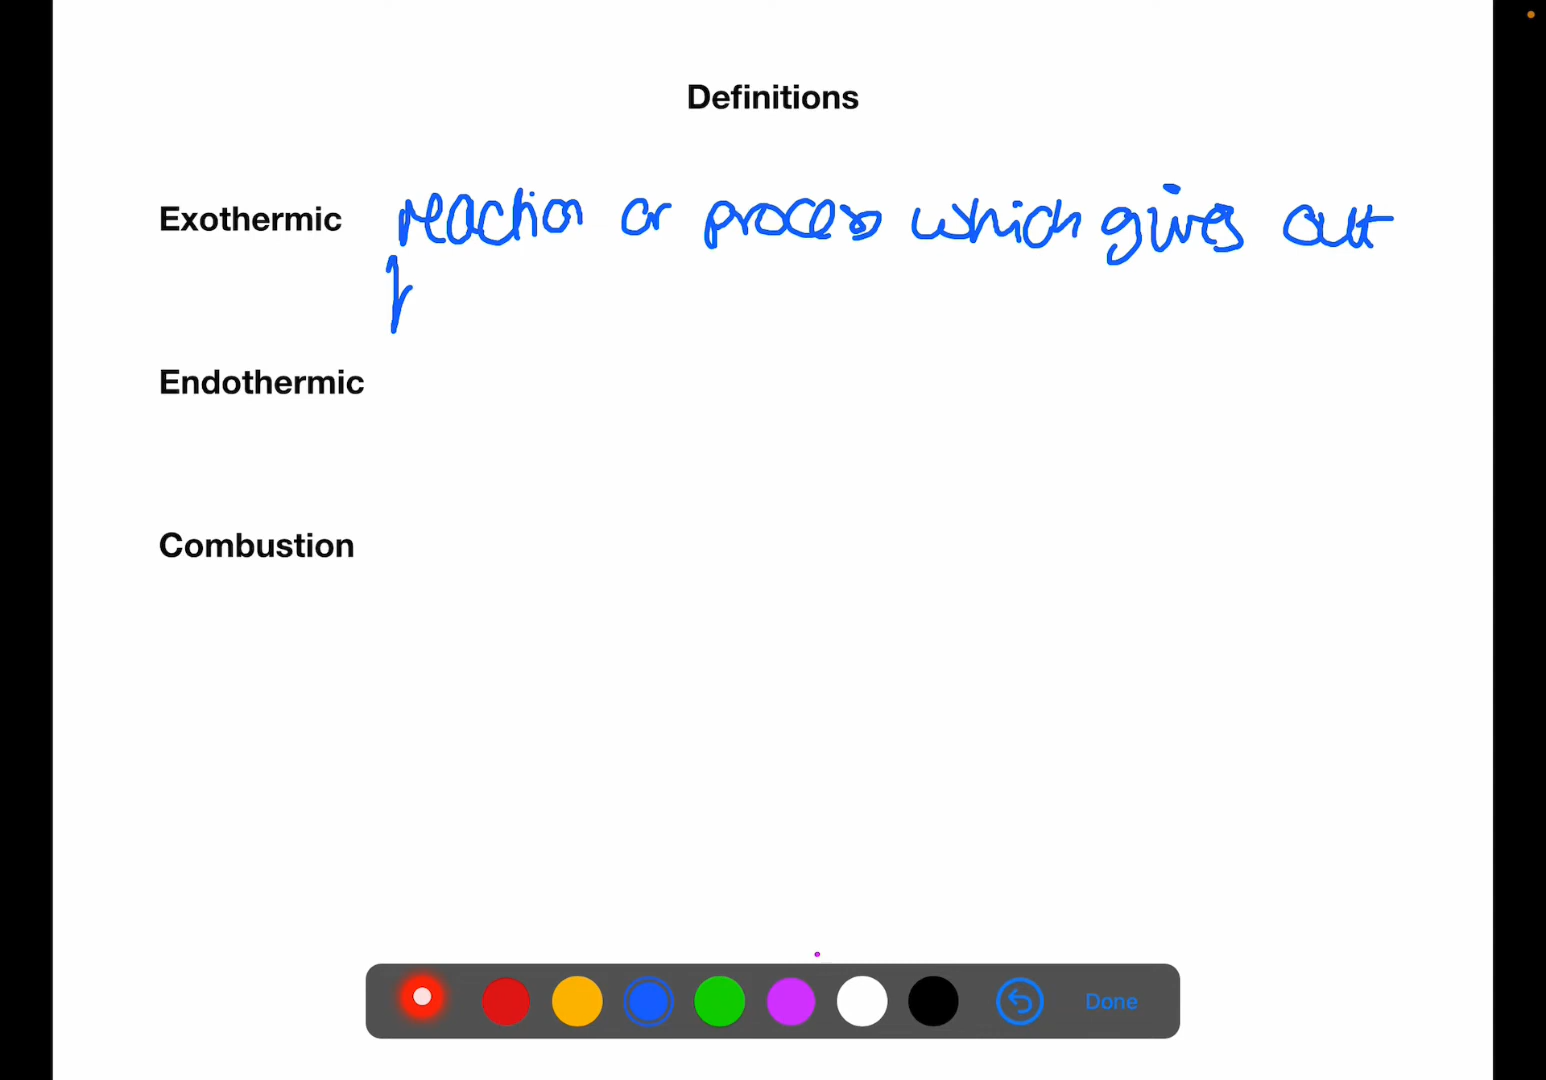 Definitions
Exothermic reaction or process which gives out
Endothermic
Combustion
Done